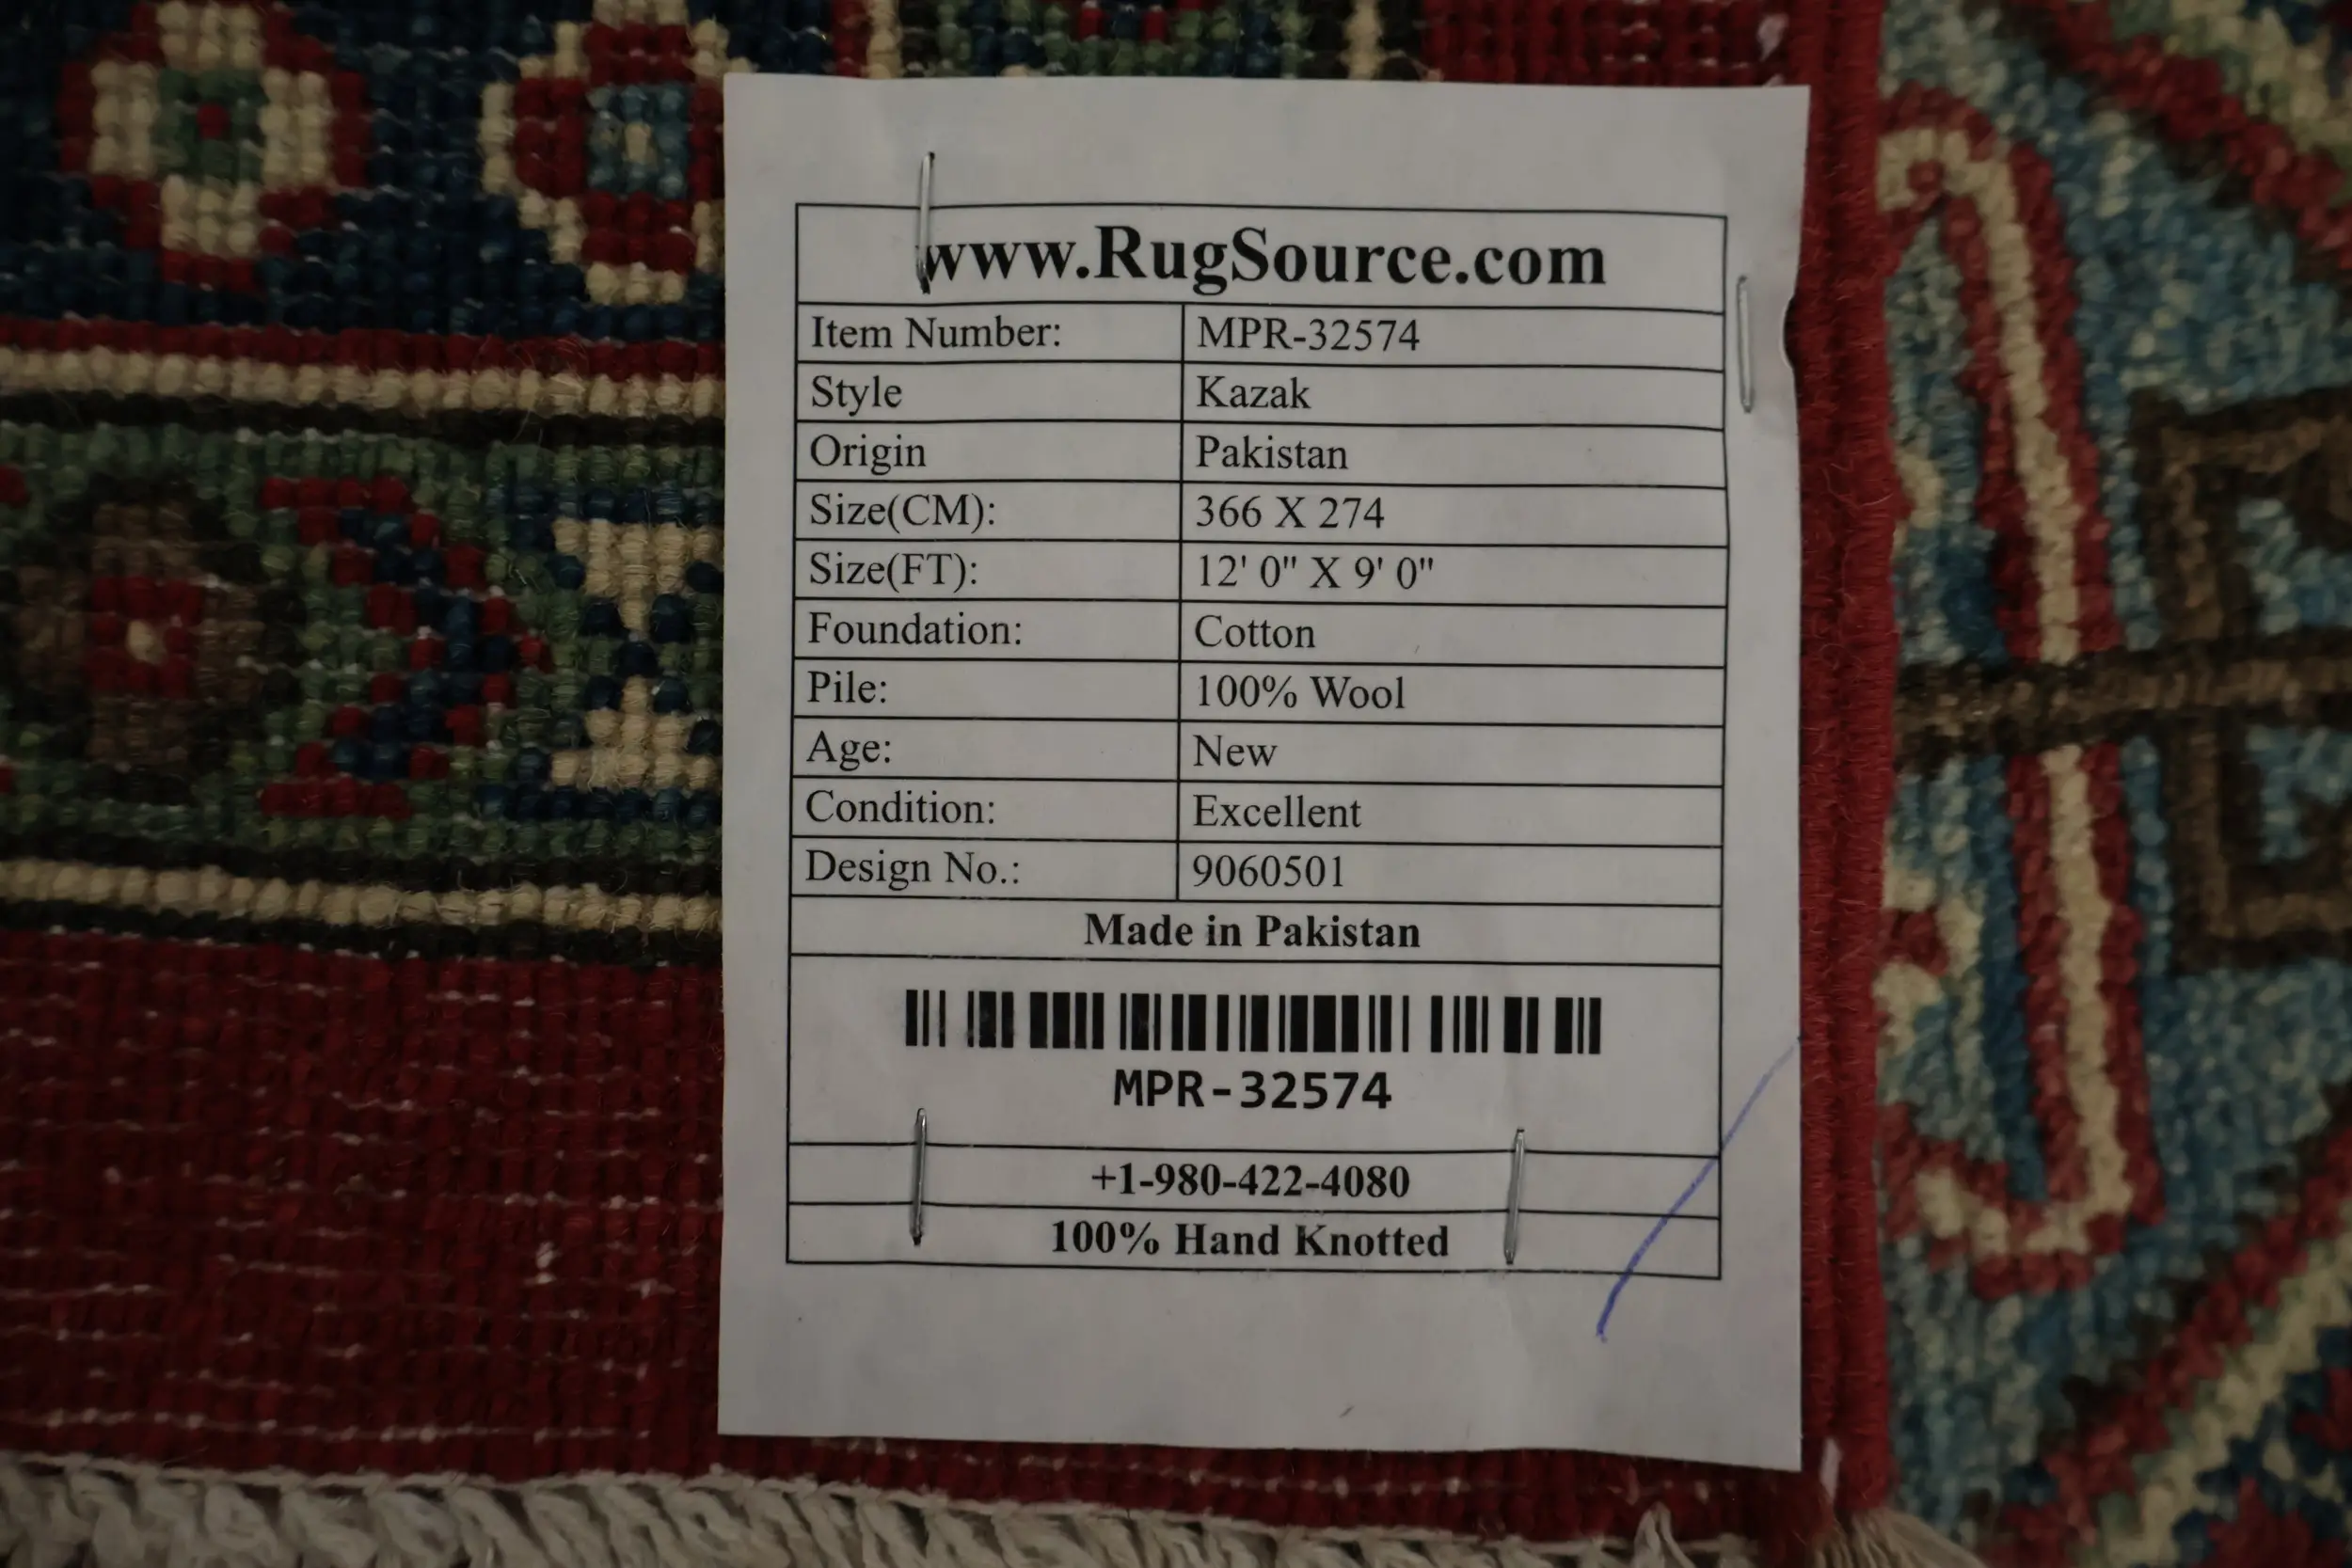 www.RugSource.com
Item Number: MPR-32574
Style Kazak
Origin Pakistan
Size(CM): 366 X 274
Size(FT): 12' 0" X 9' 0"
Foundation: Cotton
Pile: 100% Wool
Age: New
Condition: Excellent
Design No.: 9060501
Made in Pakistan
MPR-32574
+1-980-422-4080
100% Hand Knotted